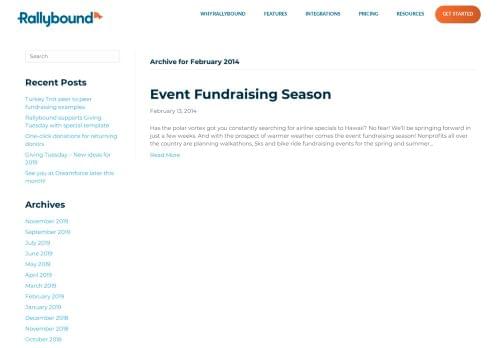 Rallybound
WHY RALLYBOUND FEATURES INTEGRATIONS PRICING RESOURCES GET STARTED
Search
Archive for February 2014
Event Fundraising Season
February 13, 2014
Has the polar vortex got you constantly searching for airline specials to Hawaii? No fear! We'll be springing forward in
just a few weeks. And with the prospect of warmer weather comes the event fundraising season! Nonprofits all over
the country are planning walkathons, 5ks and bike ride fundraising events for the spring and summer...
Read More
Recent Posts
Turkey Trot peer to peer
fundraising examples
Rallybound supports Giving
Tuesday with special template
One-click donations for returning
donors
Giving Tuesday – New ideas for
2019
See you at Dreamforce later this
month!
Archives
November 2019
September 2019
July 2019
June 2019
May 2019
April 2019
March 2019
February 2019
January 2019
December 2018
November 2018
October 2018